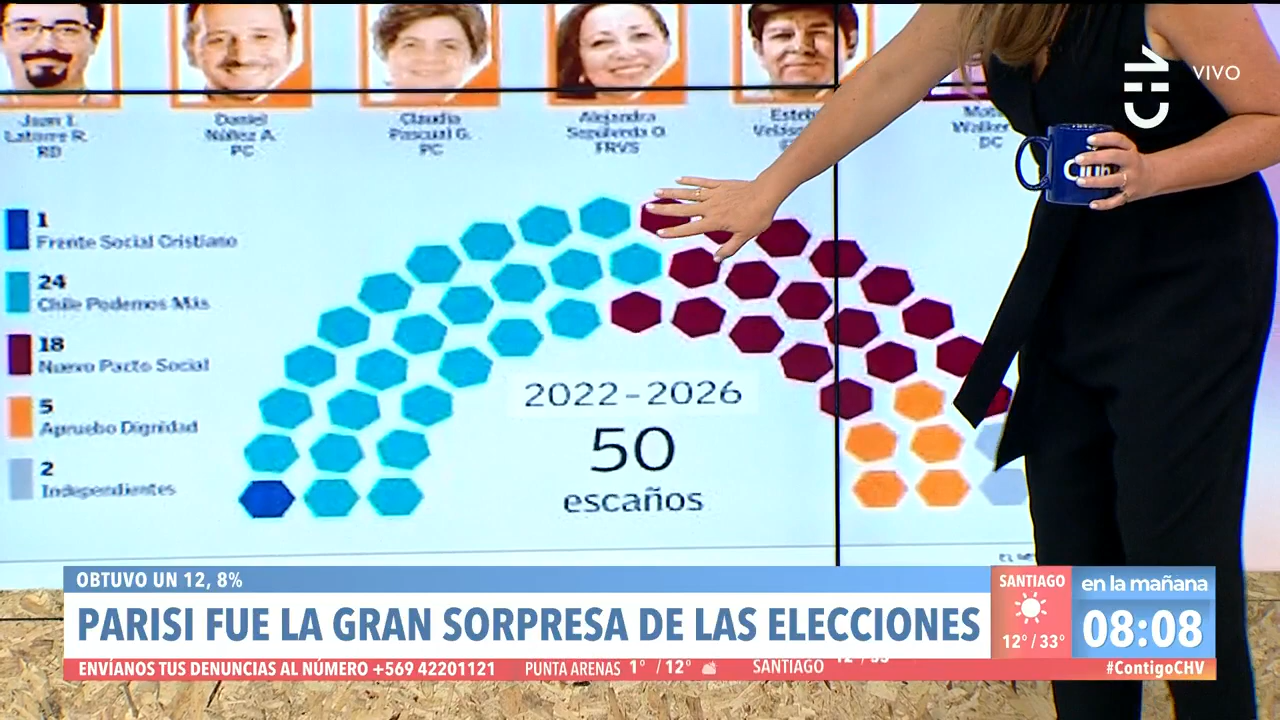 CHV
VIVO
Juan I.
Latorre R.
RD
Daniel
Núñez A.
PC
Claudia
Pascual G.
PC
Alejandra
Sepúlveda O.
FRVS
Walker
DC
1
Frente Social Cristiano
24
Chile Podemos Más
18
Nuevo Pacto Social
5
Apruebo Dignidad
2
Independientes
2022-2026
50
escaños
OBTUVO UN 12, 8%
PARISI FUE LA GRAN SORPRESA DE LAS ELECCIONES
SANTIAGO
12° / 33°
en la mañana
08:08
ENVÍANOS TUS DENUNCIAS AL NÚMERO +569 42201121 PUNTA ARENAS 1° / 12° SANTIAGO
#ContigoCHV